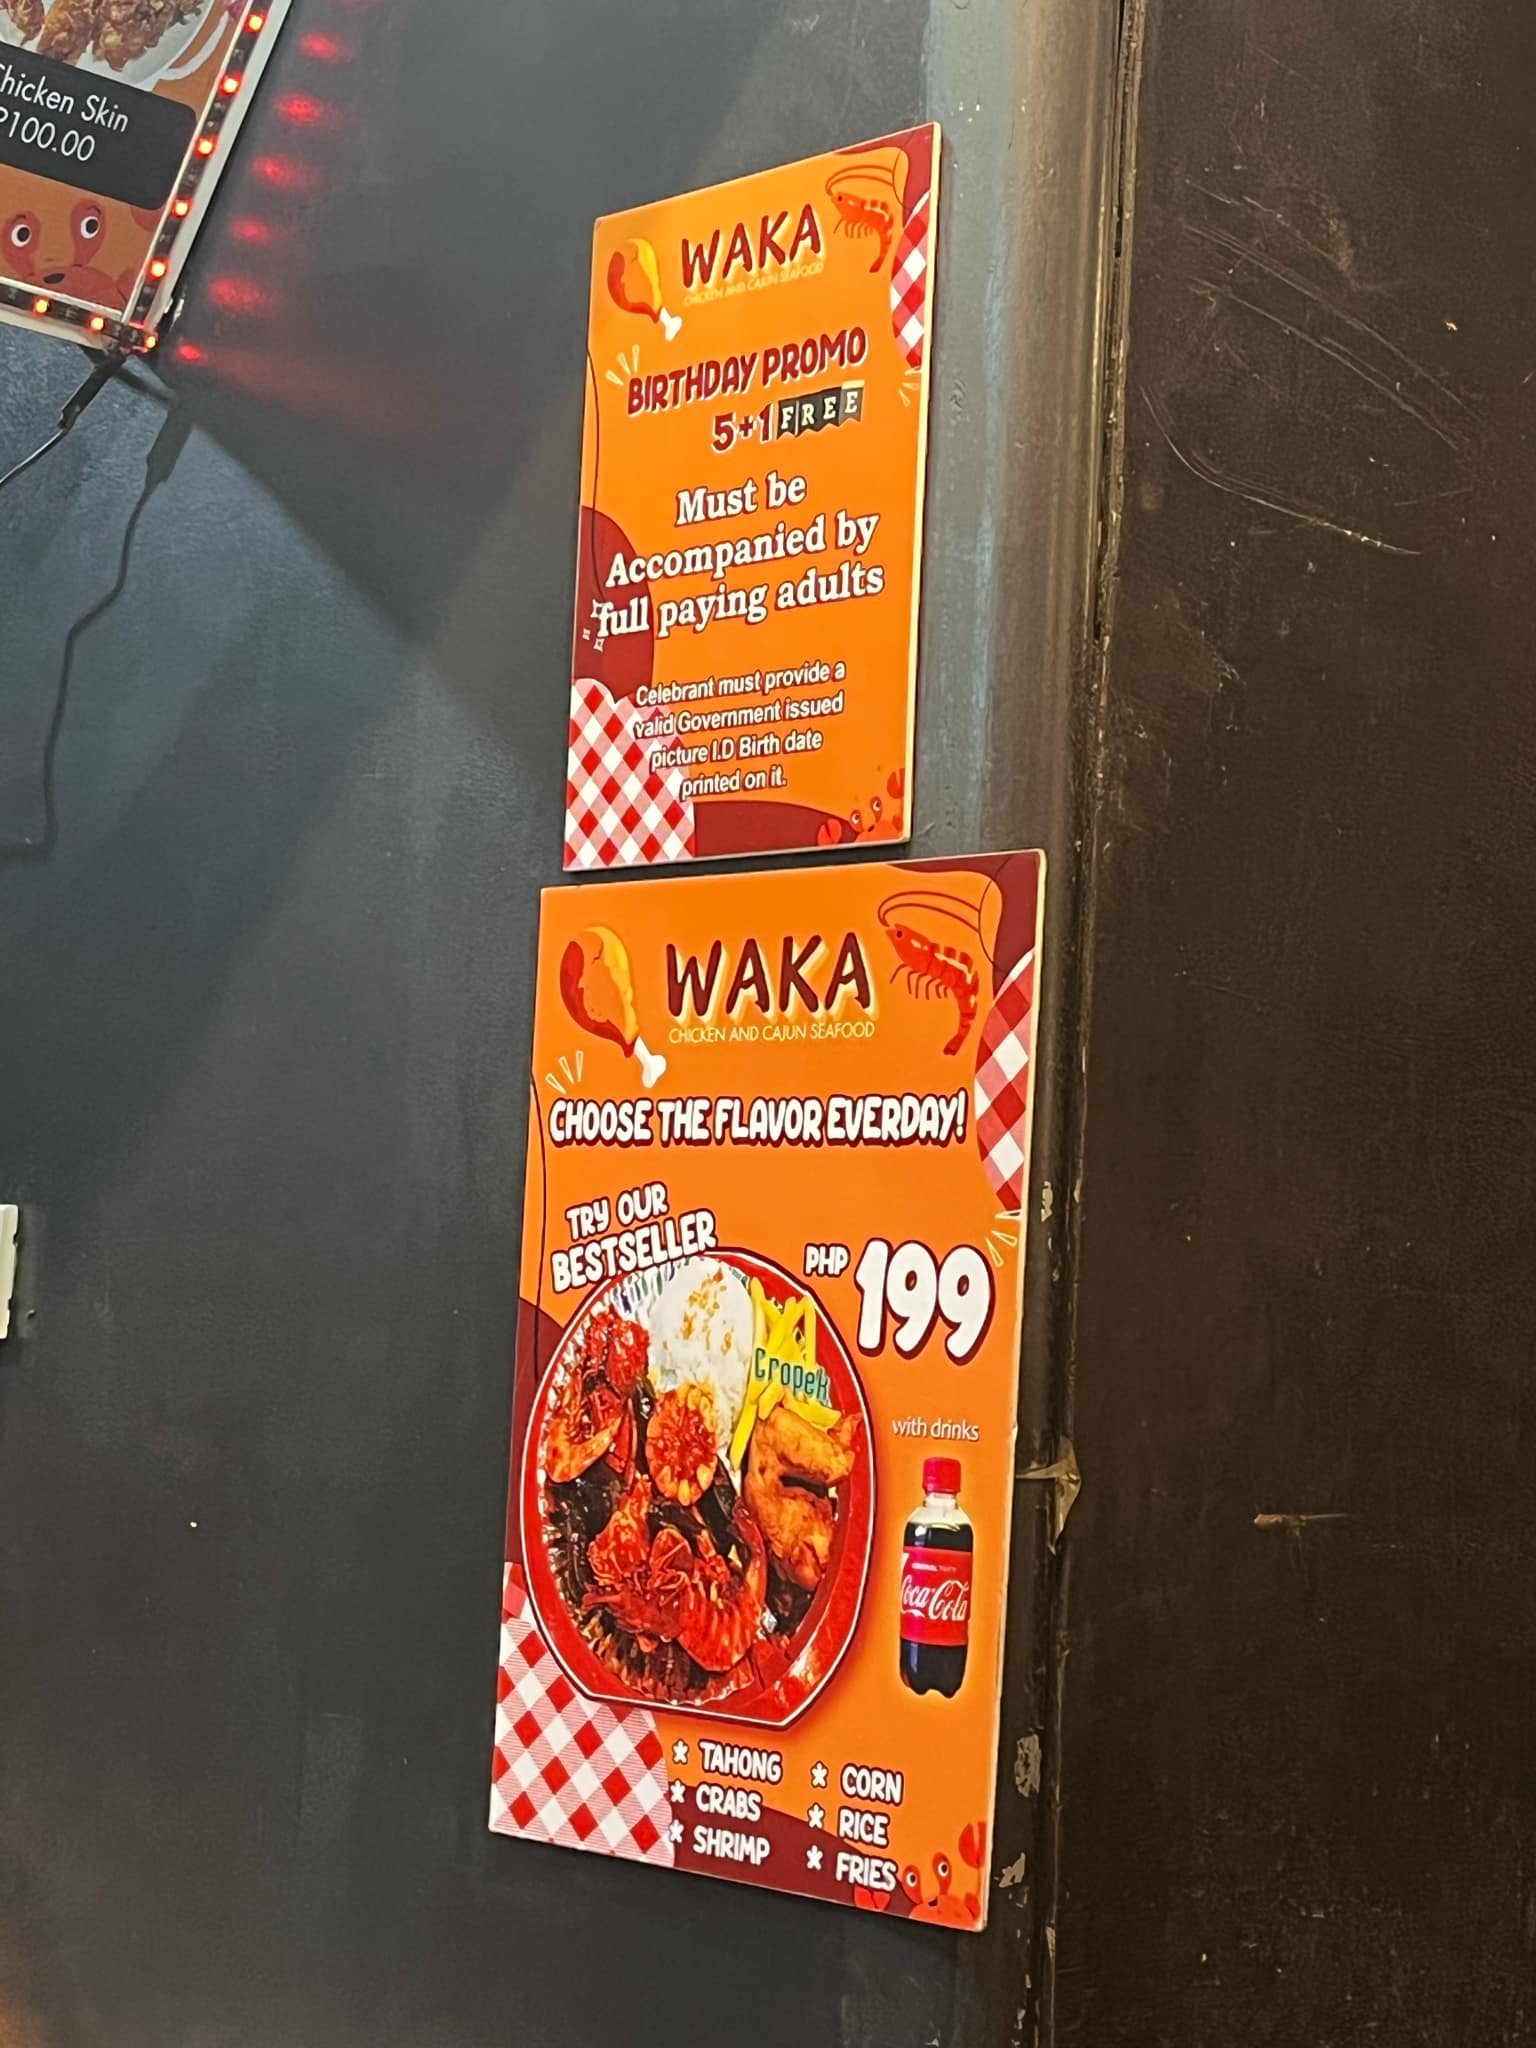 Chicken Skin
P100.00
WAKA
CHICKEN AND CAJUN SEAFOOD
BIRTHDAY PROMO
5+1 FREE
Must be
Accompanied by
full paying adults
Celebrant must provide a
valid Government issued
picture I.D Birth date
printed on it.
WAKA
CHICKEN AND CAJUN SEAFOOD
CHOOSE THE FLAVOR EVERDAY!
TRY OUR
BESTSELLER
PHP 199
Cropek
with drinks
ORIGINAL TASTE
Coca-Cola
* TAHONG
* CRABS
* SHRIMP
* CORN
* RICE
* FRIES